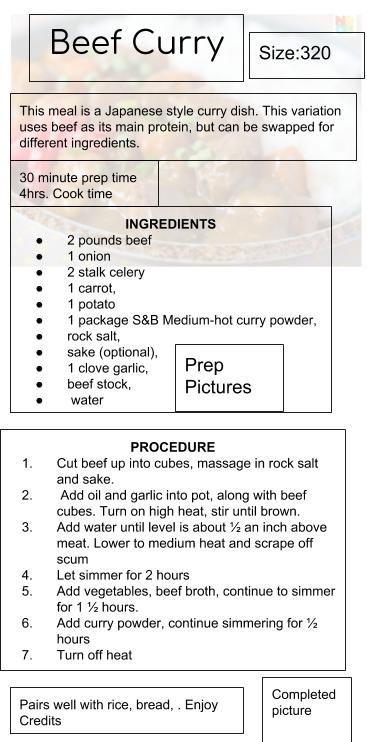 Beef Curry
Size:320
This meal is a Japanese style curry dish. This variation
uses beef as its main protein, but can be swapped for
different ingredients.
30 minute prep time
4hrs. Cook time
INGREDIENTS
● 2 pounds beef
● 1 onion
● 2 stalk celery
● 1 carrot,
● 1 potato
● 1 package S&B Medium-hot curry powder,
● rock salt,
● sake (optional),
● 1 clove garlic,
● beef stock,
● water
Prep
Pictures
PROCEDURE
1. Cut beef up into cubes, massage in rock salt
and sake.
2. Add oil and garlic into pot, along with beef
cubes. Turn on high heat, stir until brown.
3. Add water until level is about ½ an inch above
meat. Lower to medium heat and scrape off
scum
4. Let simmer for 2 hours
5. Add vegetables, beef broth, continue to simmer
for 1 ½ hours.
6. Add curry powder, continue simmering for ½
hours
7. Turn off heat
Pairs well with rice, bread, . Enjoy
Credits
Completed
picture